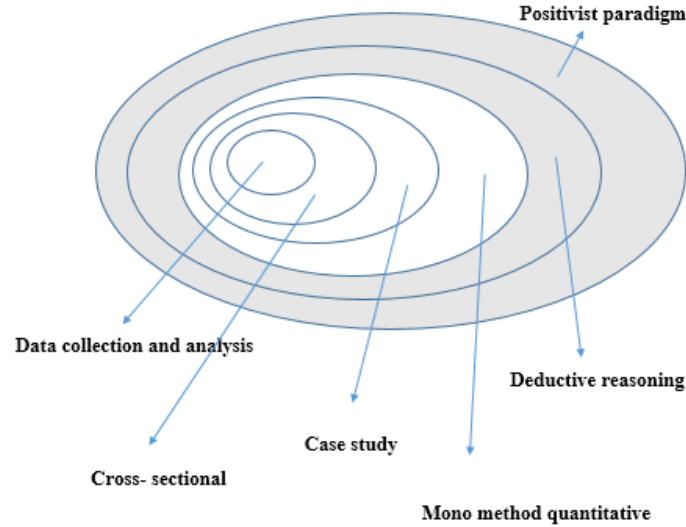 Positivist paradigm
Data collection and analysis
Deductive reasoning
Case study
Cross- sectional
Mono method quantitative